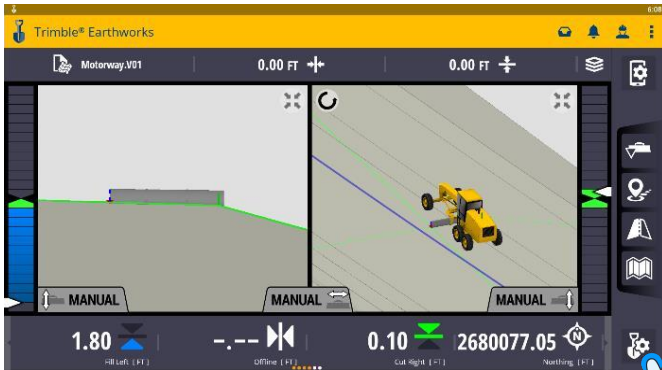 6:08
Trimble® Earthworks
Motorway.V01
0.00 FT
0.00 FT
MANUAL
MANUAL
MANUAL
1.80
Fill Left [FT]
-.--
Offline [FT]
0.10
Cut Right [FT]
2680077.05
Northing [FT]